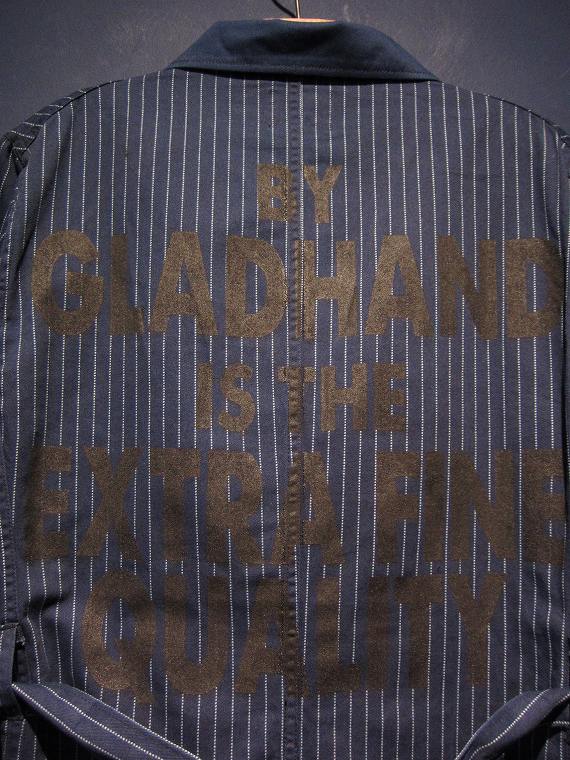 BY
GLADHAND
IS THE
EXTRA FINE
QUALITY